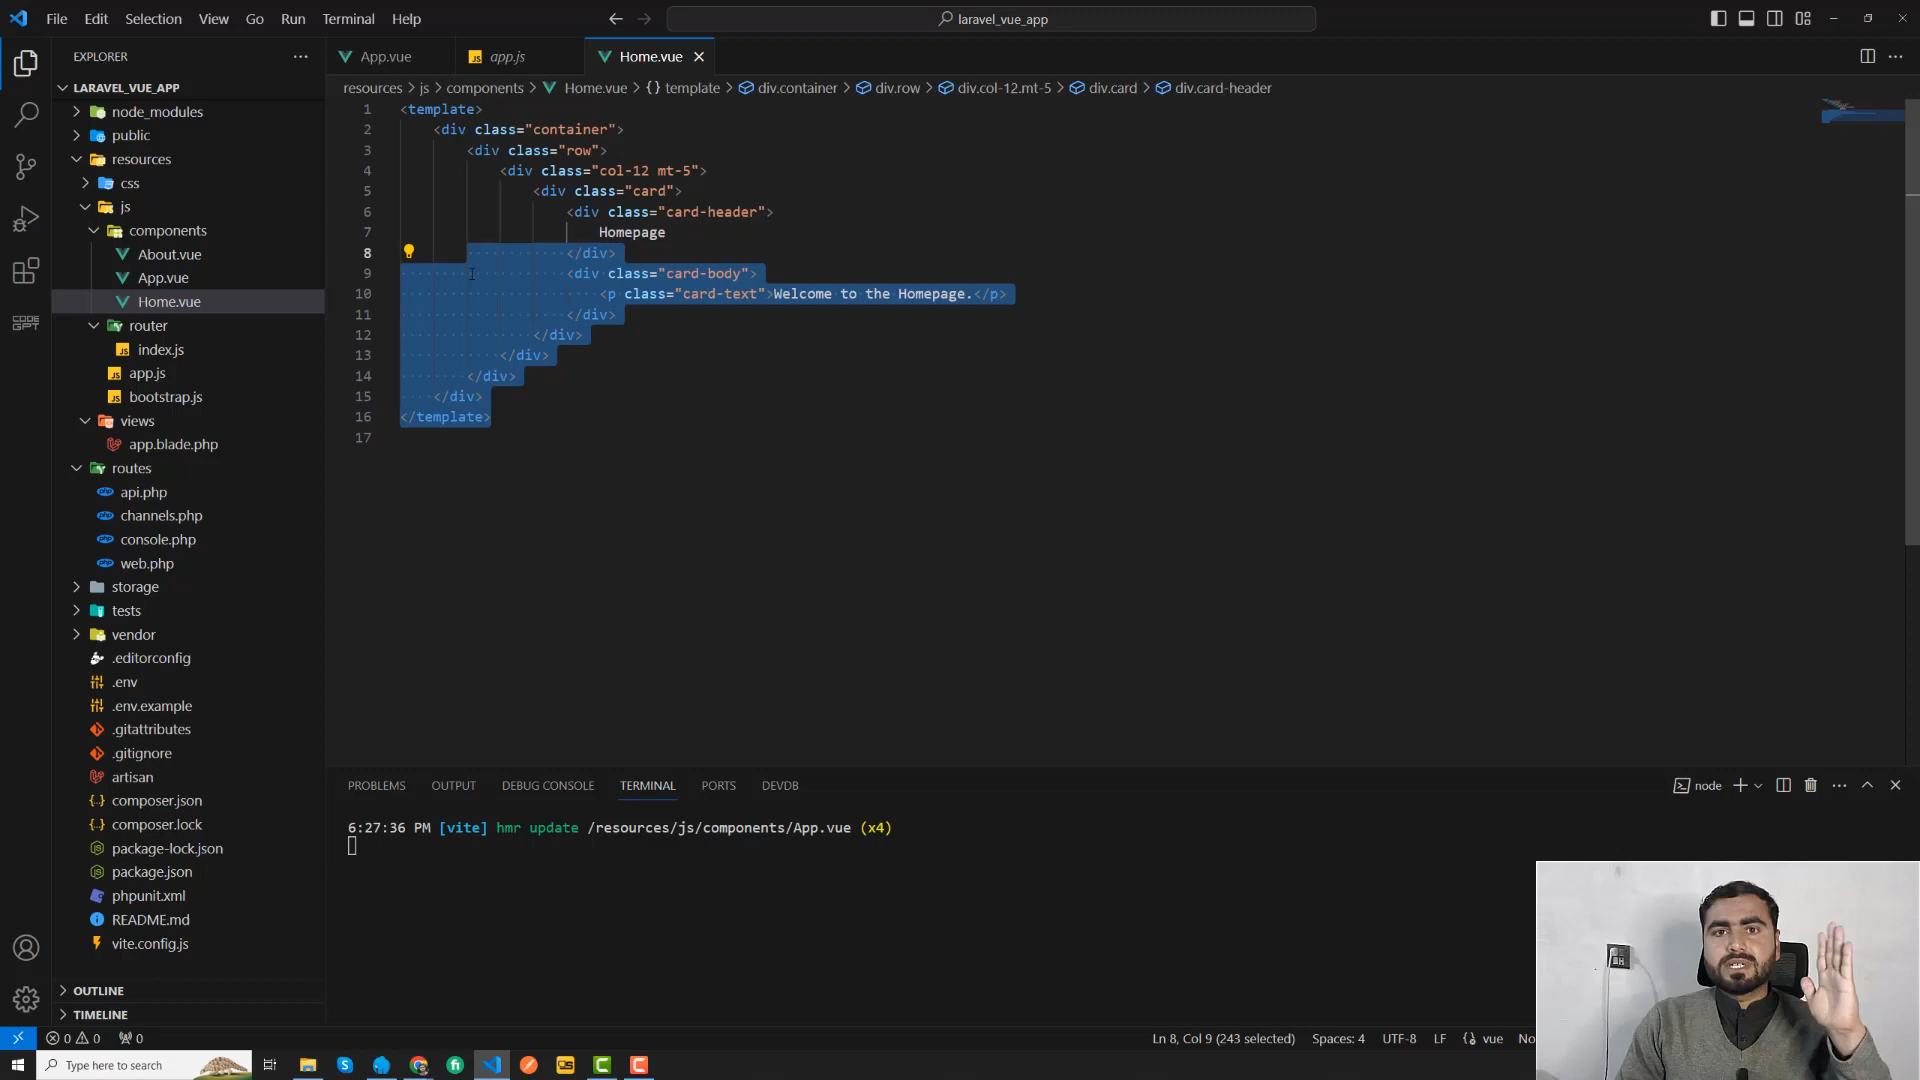 File Edit Selection View Go Run Terminal Help
laravel_vue_app
EXPLORER
App.vue
app.js
Home.vue
LARAVEL_VUE_APP
node_modules
public
resources
css
js
components
About.vue
App.vue
Home.vue
router
index.js
app.js
bootstrap.js
views
app.blade.php
routes
api.php
channels.php
console.php
web.php
storage
tests
vendor
.editorconfig
.env
.env.example
.gitattributes
.gitignore
artisan
composer.json
composer.lock
package-lock.json
package.json
phpunit.xml
README.md
vite.config.js
OUTLINE
TIMELINE
resources > js > components > Home.vue > {} template > div.container > div.row > div.col-12.mt-5 > div.card > div.card-header
1 <template>
2 <div class="container">
3 <div class="row">
4 <div class="col-12 mt-5">
5 <div class="card">
6 <div class="card-header">
7 Homepage
8 </div>
9 <div class="card-body">
10 <p class="card-text">Welcome to the Homepage.</p>
11 </div>
12 </div>
13 </div>
14 </div>
15 </div>
16 </template>
17
PROBLEMS OUTPUT DEBUG CONSOLE TERMINAL PORTS DEVDB
node
6:27:36 PM [vite] hmr update /resources/js/components/App.vue (x4)
CODE
GPT
0 0 0
Ln 8, Col 9 (243 selected) Spaces: 4 UTF-8 LF {} vue No
Type here to search